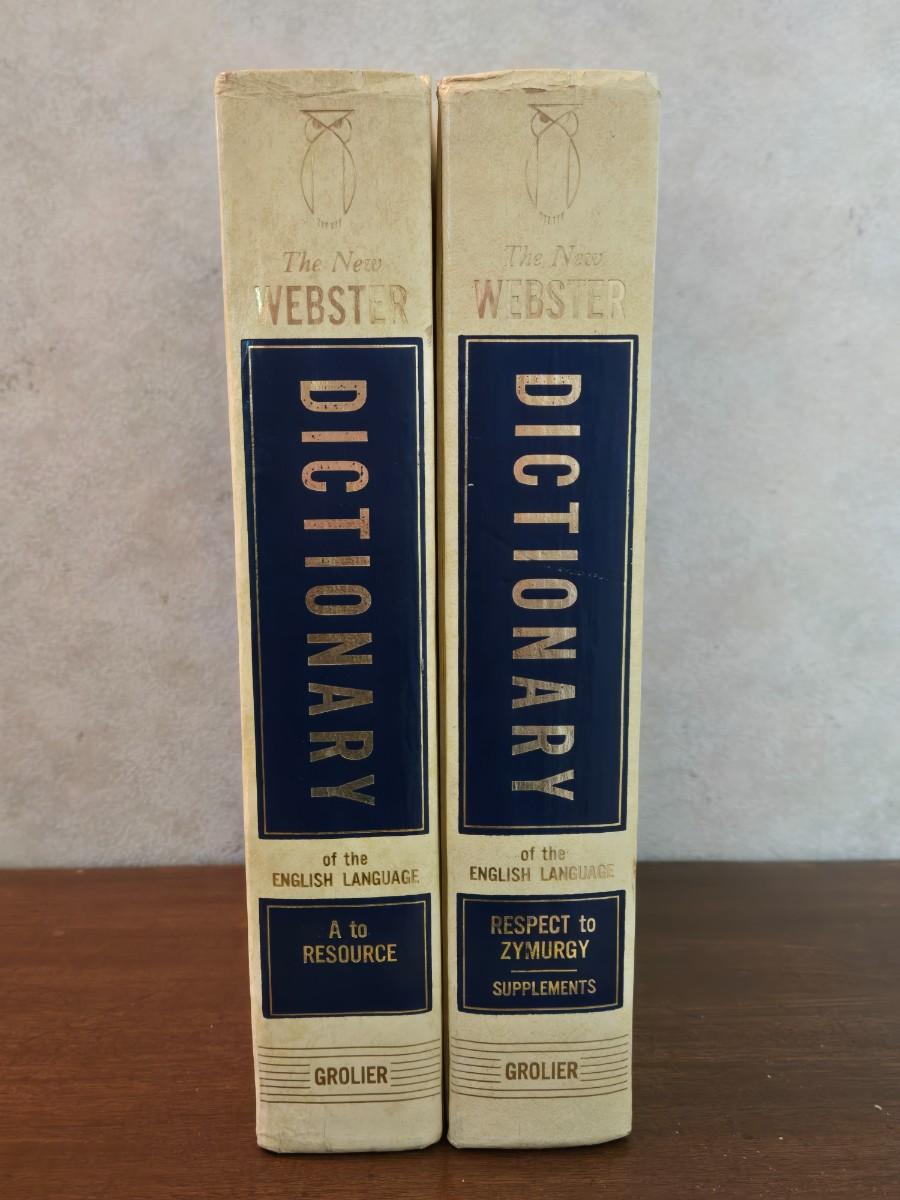 The New
WEBSTER
DICTIONARY
of the
ENGLISH LANGUAGE
A to
RESOURCE
GROLIER
The New
WEBSTER
DICTIONARY
of the
ENGLISH LANGUAGE
RESPECT to
ZYMURGY
SUPPLEMENTS
GROLIER